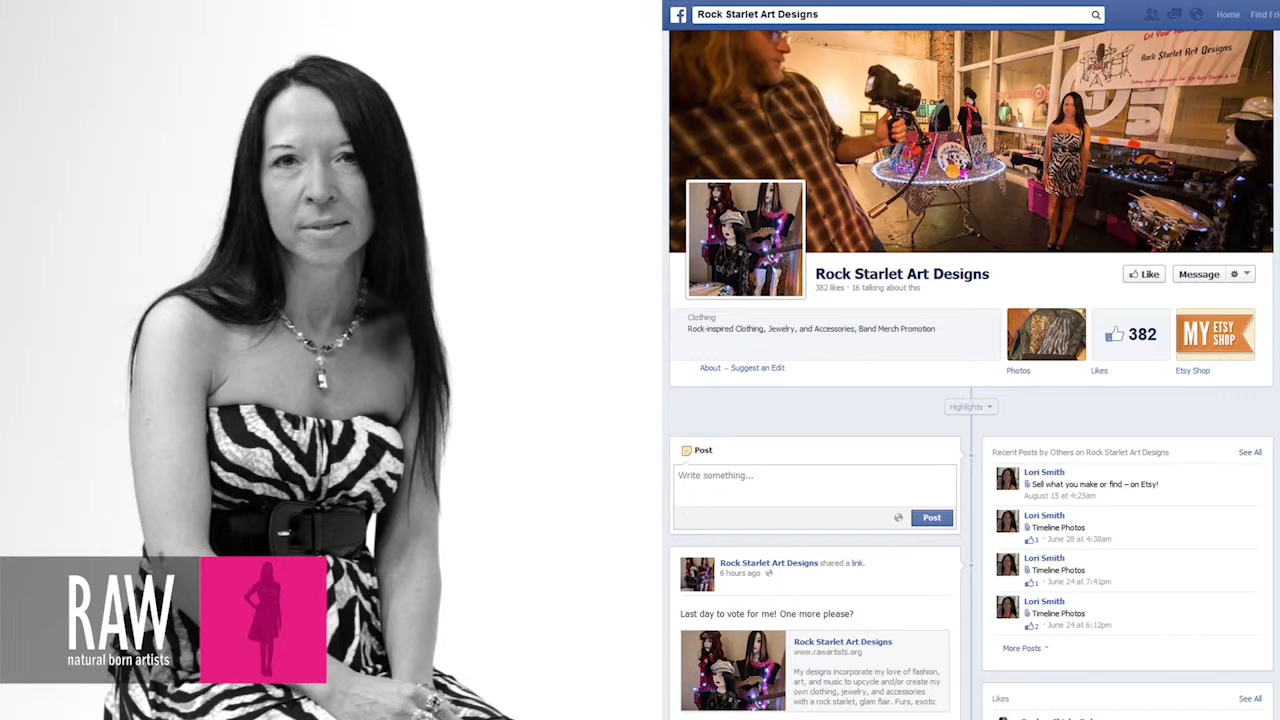 RAW
natural born artists
Rock Starlet Art Designs
Home
Find Fri
Let Your
Rock Starlet Art Designs
Rock Starlet Art Designs
382 likes · 16 talking about this
Like
Message
Clothing
Rock-inspired Clothing, Jewelry, and Accessories, Band Merch Promotion
About – Suggest an Edit
Photos
382
Likes
MY ETSY SHOP
Etsy Shop
Highlights
Post
Write something...
Post
Rock Starlet Art Designs shared a link.
6 hours ago
Last day to vote for me! One more please?
Rock Starlet Art Designs
www.rawartists.org
My designs incorporate my love of fashion,
art, and music to upcycle and/or create my
own clothing, jewelry, and accessories
with a rock starlet, glam flair. Furs, exotic
Recent Posts by Others on Rock Starlet Art Designs
See All
Lori Smith
Sell what you make or find – on Etsy!
August 15 at 4:25am
Lori Smith
Timeline Photos
3 · June 28 at 4:38am
Lori Smith
Timeline Photos
1 · June 24 at 7:41pm
Lori Smith
Timeline Photos
2 · June 24 at 6:12pm
More Posts
Likes
See All